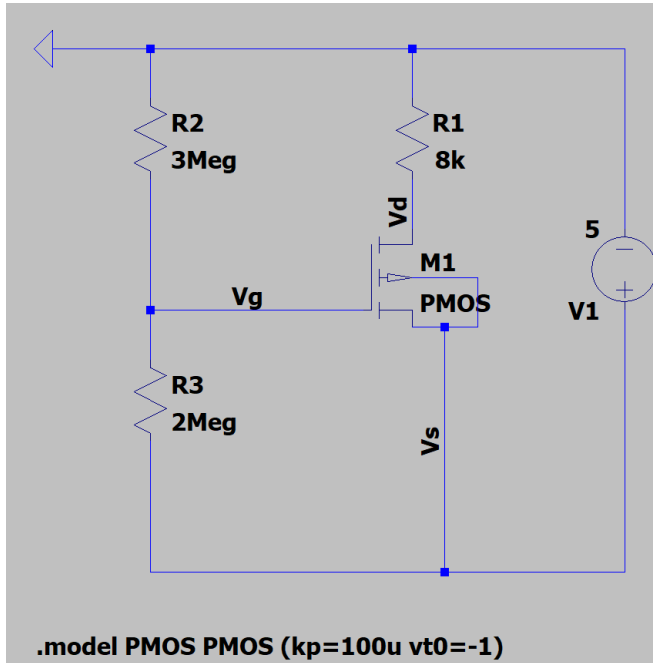 R2
3Meg
R1
8k
Vd
5
M1
Vg
PMOS
V1
R3
2Meg
Vs
.model PMOS PMOS (kp=100u vt0=-1)